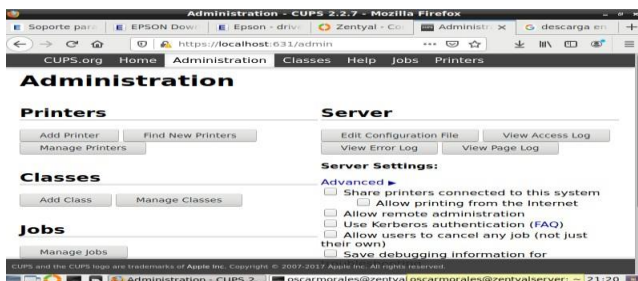 Administration - CUPS 2.2.7 - Mozilla Firefox
Soporte para EPSON Dow Epson - driv Zentyal - Co Administr descarga en
https://localhost:631/admin
CUPS.org Home Administration Classes Help Jobs Printers
Administration
Printers
Add Printer Find New Printers
Manage Printers
Classes
Add Class Manage Classes
Jobs
Manage Jobs
Server
Edit Configuration File View Access Log
View Error Log View Page Log
Server Settings:
Advanced
Share printers connected to this system
Allow printing from the Internet
Allow remote administration
Use Kerberos authentication (FAQ)
Allow users to cancel any job (not just
their own)
Save debugging information for
CUPS and the CUPS logo are trademarks of Apple Inc. Copyright © 2007-2017 Apple Inc. All rights reserved.
Administration - CUPS 2... oscarmorales@zentyal oscarmorales@zentyalserver: ~ 21:20